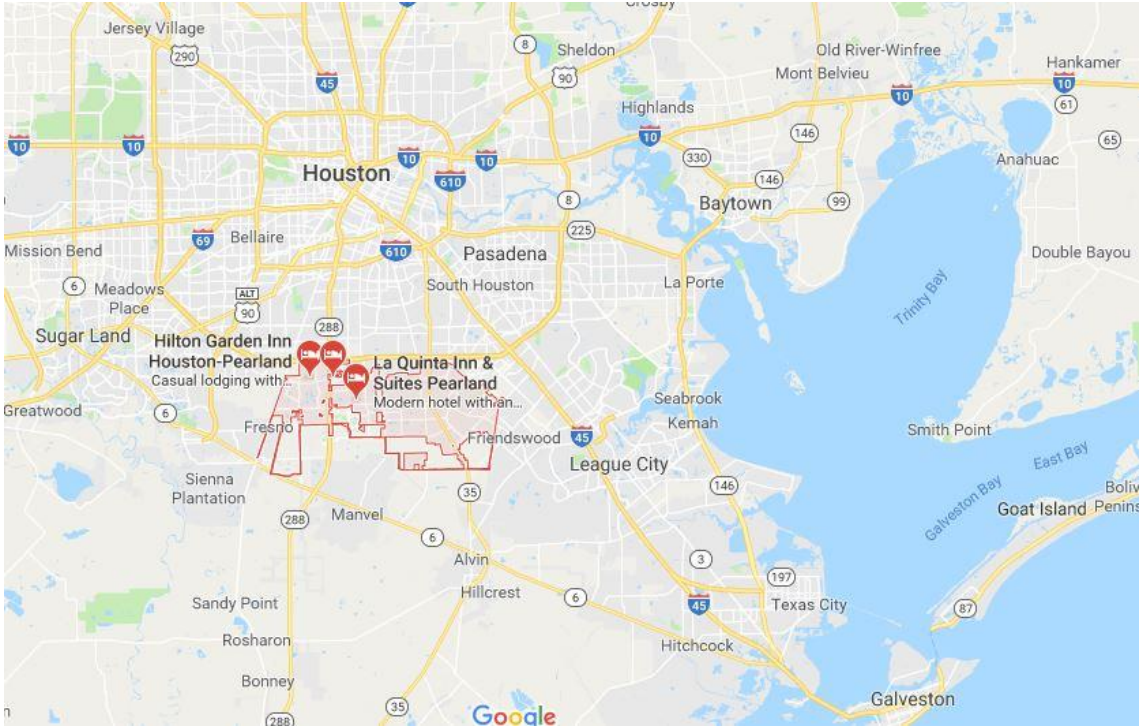 Crosby
Jersey Village
8
Sheldon
Old River-Winfree
290
Mont Belvieu
Hankamer
45
90
10
10
61
Highlands
10
10
10
146
65
10
10
330
Anahuac
Houston
610
146
8
Baytown
99
225
69
Bellaire
610
Pasadena
Mission Bend
Double Bayou
6
Meadows
Place
South Houston
La Porte
Trinity Bay
ALT
90
Sugar Land
288
Hilton Garden Inn
Houston-Pearland
Casual lodging with...
La Quinta Inn &
Suites Pearland
Modern hotel with an...
Greatwood
6
Seabrook
Fresno
Kemah
Smith Point
Friendswood
45
East Bay
League City
Sienna
Plantation
146
35
Galveston Bay
Boliv
Penins
Goat Island
288
Manvel
6
Alvin
3
197
Hillcrest
6
Sandy Point
45
Texas City
87
Rosharon
Hitchcock
Bonney
Galveston
35
288
Google